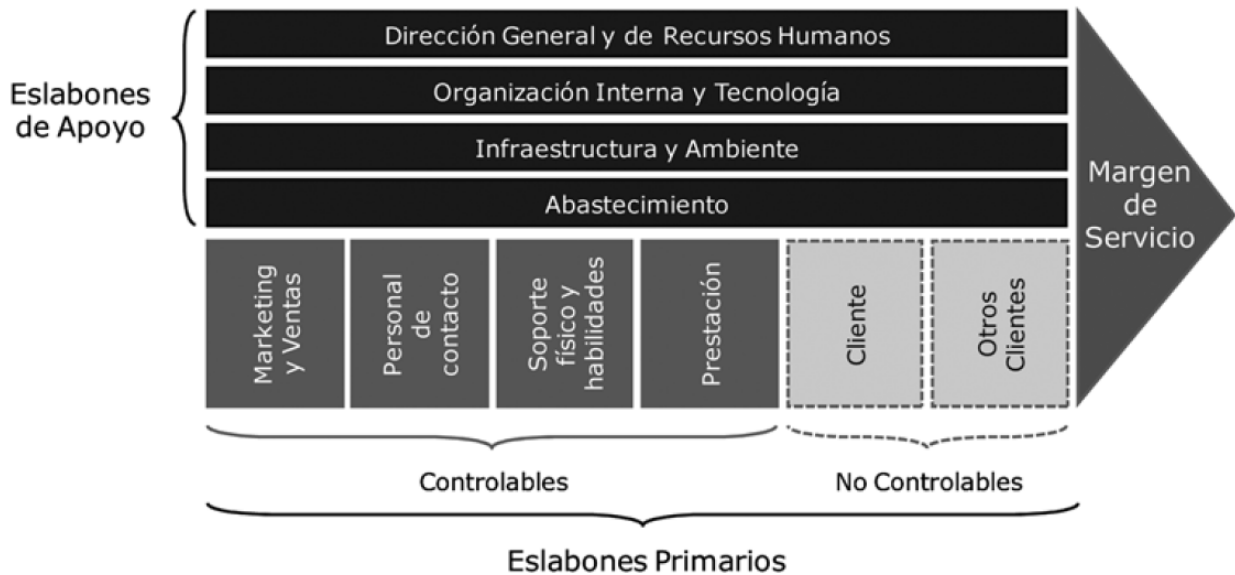 Eslabones
de Apoyo
Dirección General y de Recursos Humanos
Organización Interna y Tecnología
Infraestructura y Ambiente
Abastecimiento
Marketing
y Ventas
Personal
de
contacto
Soporte
físico y
habilidades
Prestación
Cliente
Otros
Clientes
Margen
de
Servicio
Controlables
No Controlables
Eslabones Primarios